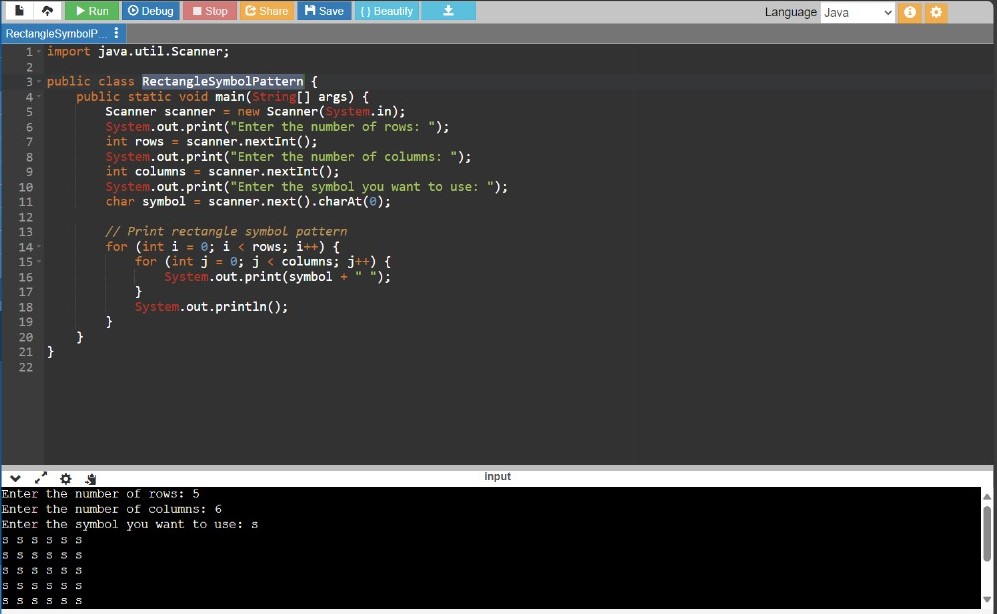 Run Debug Stop Share Save { } Beautify Language Java
RectangleSymbolP...
1 import java.util.Scanner;
2
3 public class RectangleSymbolPattern {
4 public static void main(String[] args) {
5 Scanner scanner = new Scanner(System.in);
6 System.out.print("Enter the number of rows: ");
7 int rows = scanner.nextInt();
8 System.out.print("Enter the number of columns: ");
9 int columns = scanner.nextInt();
10 System.out.print("Enter the symbol you want to use: ");
11 char symbol = scanner.next().charAt(0);
12
13 // Print rectangle symbol pattern
14 for (int i = 0; i < rows; i++) {
15 for (int j = 0; j < columns; j++) {
16 System.out.print(symbol + " ");
17 }
18 System.out.println();
19 }
20 }
21 }
22
input
Enter the number of rows: 5
Enter the number of columns: 6
Enter the symbol you want to use: s
s s s s s s
s s s s s s
s s s s s s
s s s s s s
s s s s s s